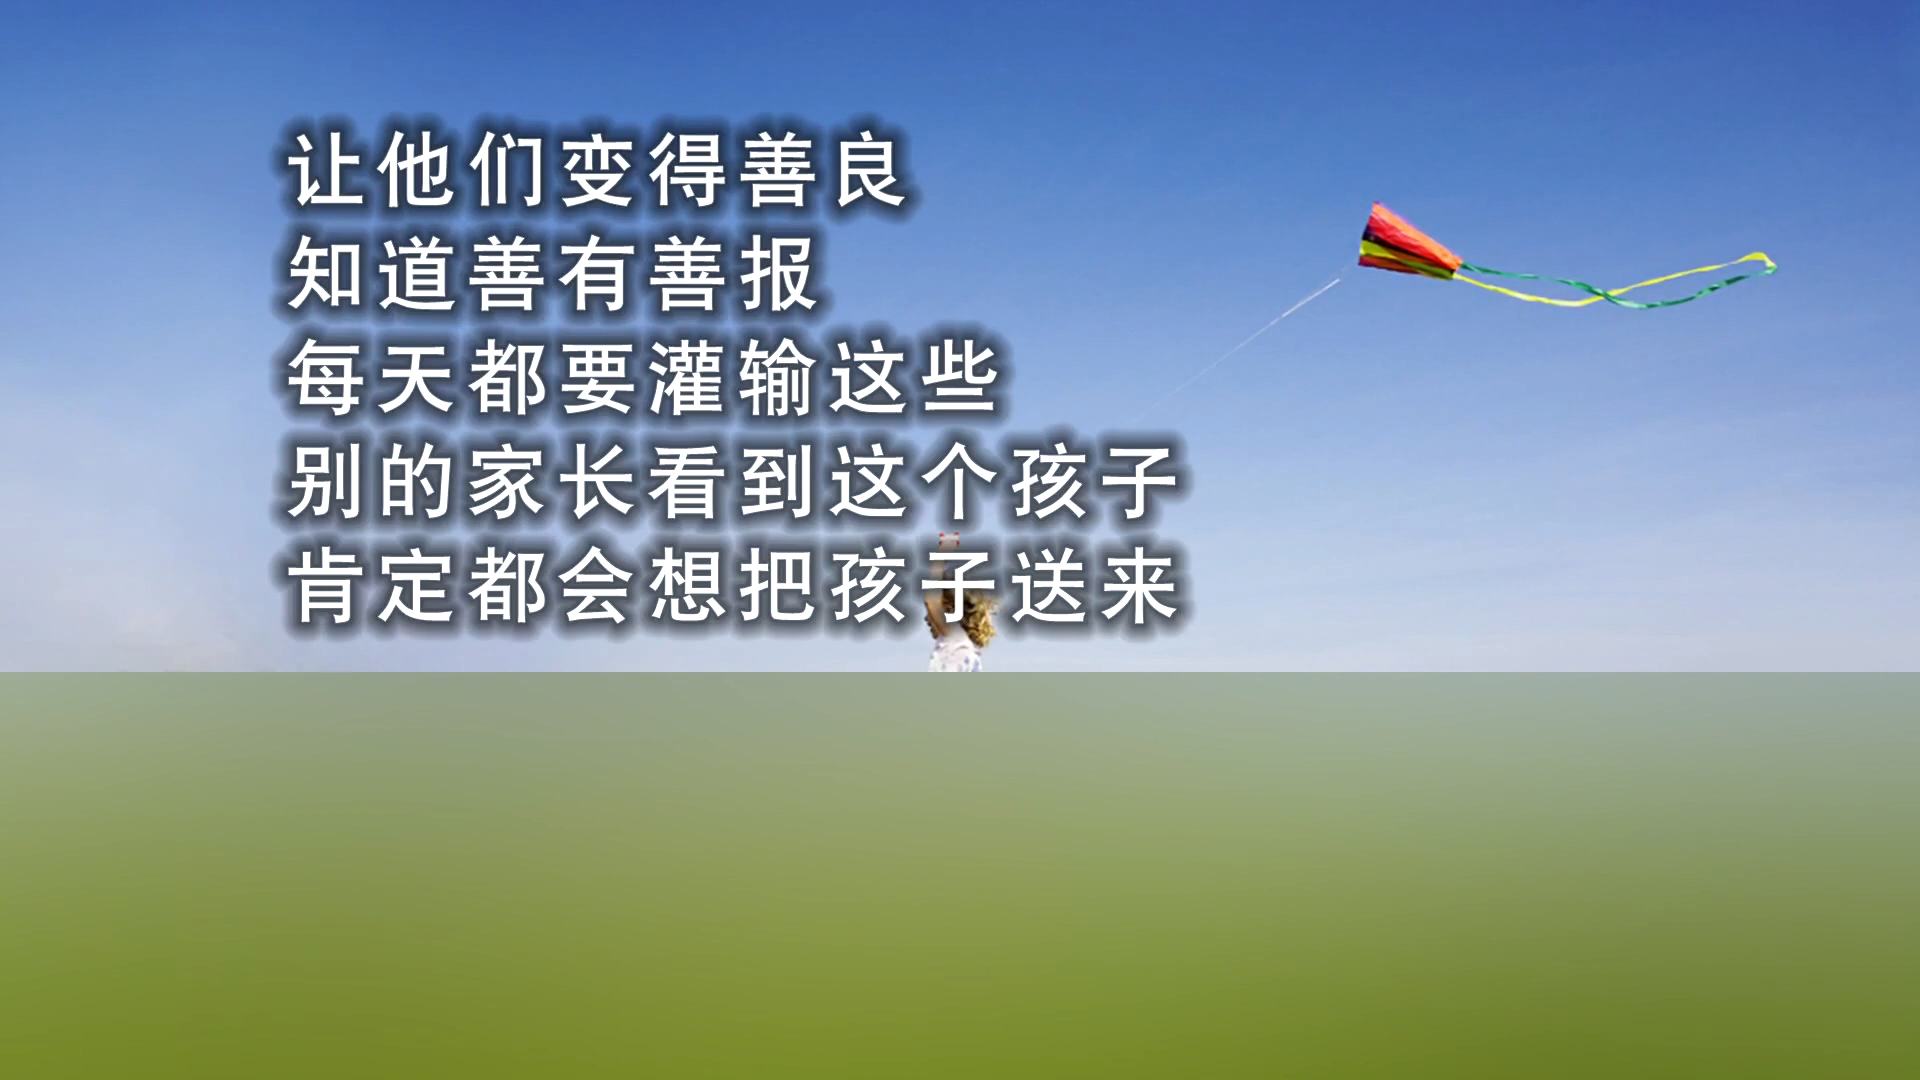 让他们变得善良
知道善有善报
每天都要灌输这些
别的家长看到这个孩子
肯定都会想把孩子送来